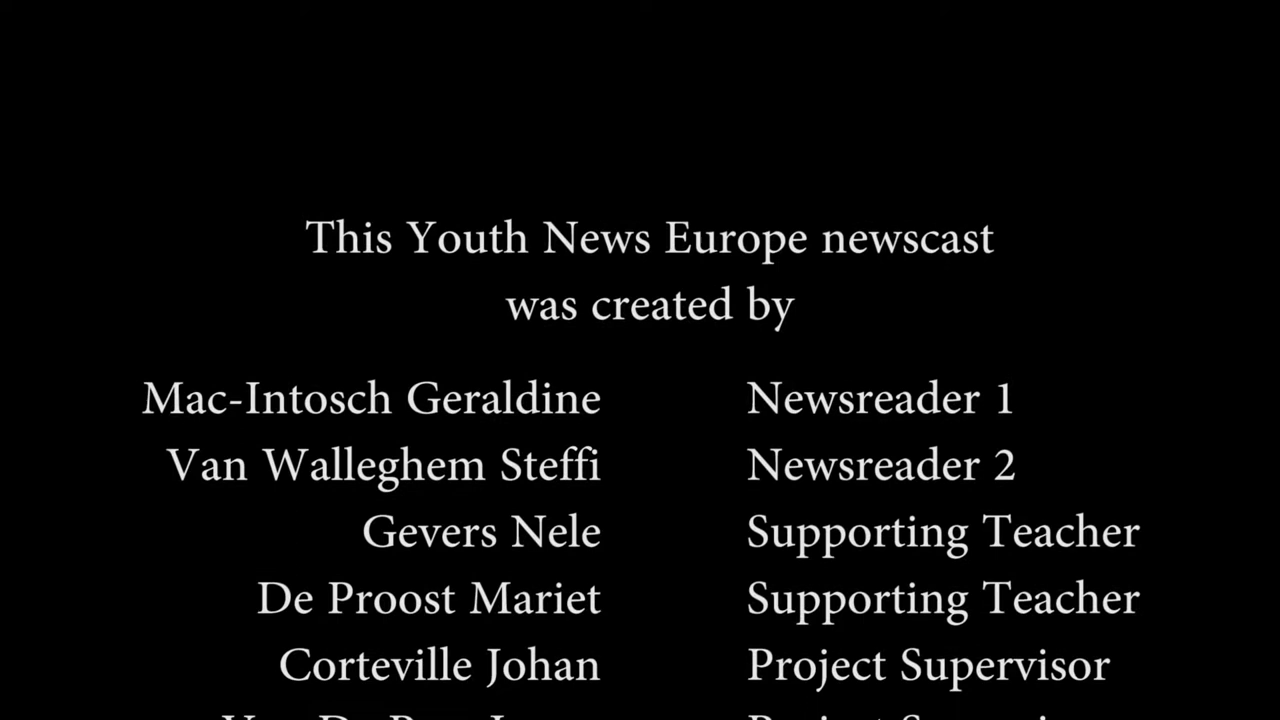 This Youth News Europe newscast
was created by
Mac-Intosch Geraldine Newsreader 1
Van Walleghem Steffi Newsreader 2
Gevers Nele Supporting Teacher
De Proost Mariet Supporting Teacher
Corteville Johan Project Supervisor